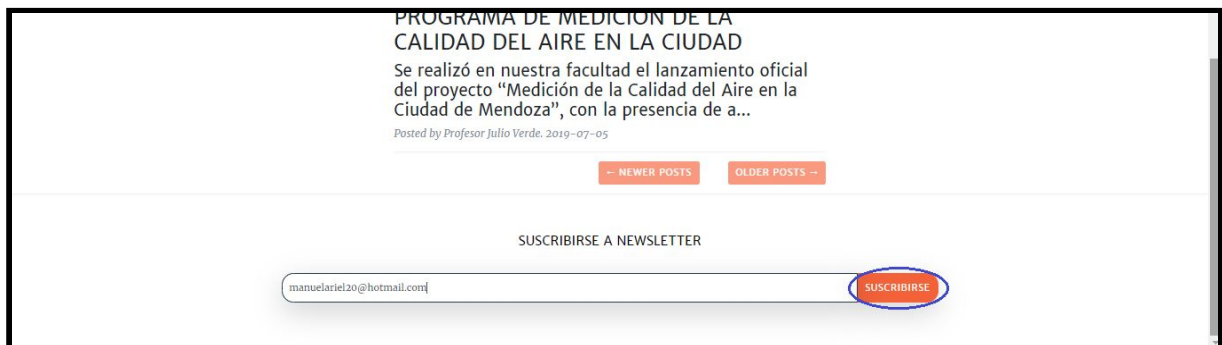 PROGRAMA DE MEDICIÓN DE LA
CALIDAD DEL AIRE EN LA CIUDAD
Se realizó en nuestra facultad el lanzamiento oficial
del proyecto “Medición de la Calidad del Aire en la
Ciudad de Mendoza”, con la presencia de a...
Posted by Profesor Julio Verde. 2019-07-05
← NEWER POSTS OLDER POSTS →
SUSCRIBIRSE A NEWSLETTER
manuelariel20@hotmail.com SUSCRIBIRSE